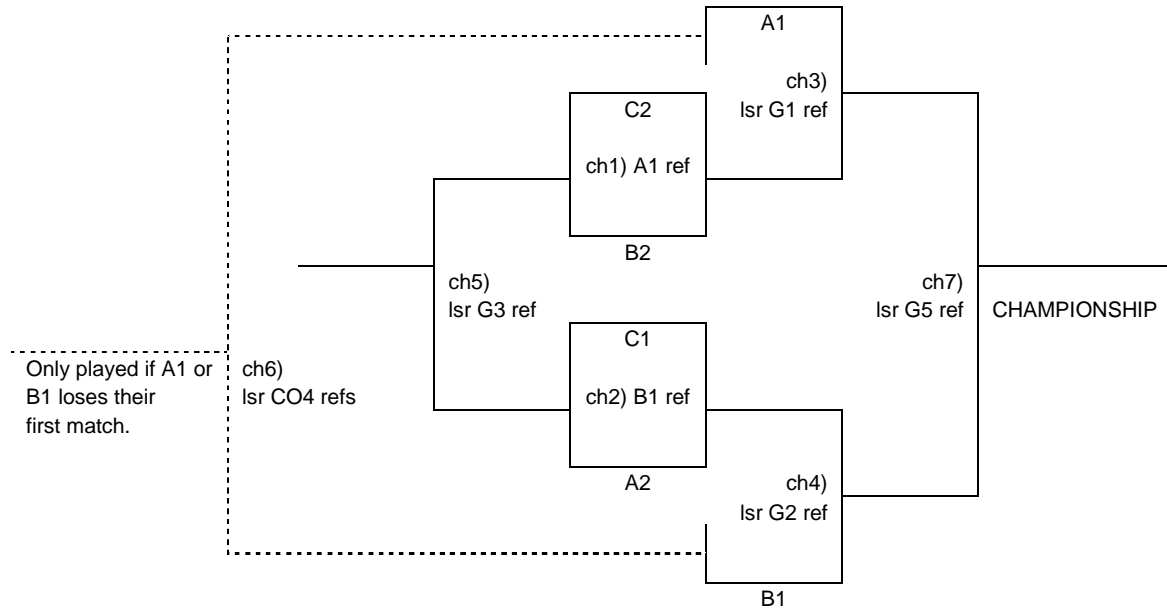 A1
ch3)
lsr G1 ref
C2
ch1) A1 ref
B2
ch5)
lsr G3 ref
ch7)
lsr G5 ref
CHAMPIONSHIP
C1
Only played if A1 or
B1 loses their
first match.
ch6)
lsr CO4 refs
ch2) B1 ref
A2
ch4)
lsr G2 ref
B1